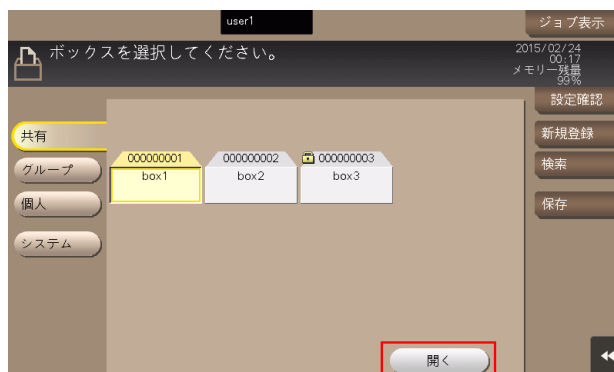 user1
ジョブ表示
ボックスを選択してください。
2015/02/24
00:17
メモリー残量
99%
設定確認
共有
新規登録
000000001
000000002
000000003
検索
グループ
box1
box2
box3
個人
保存
システム
開く